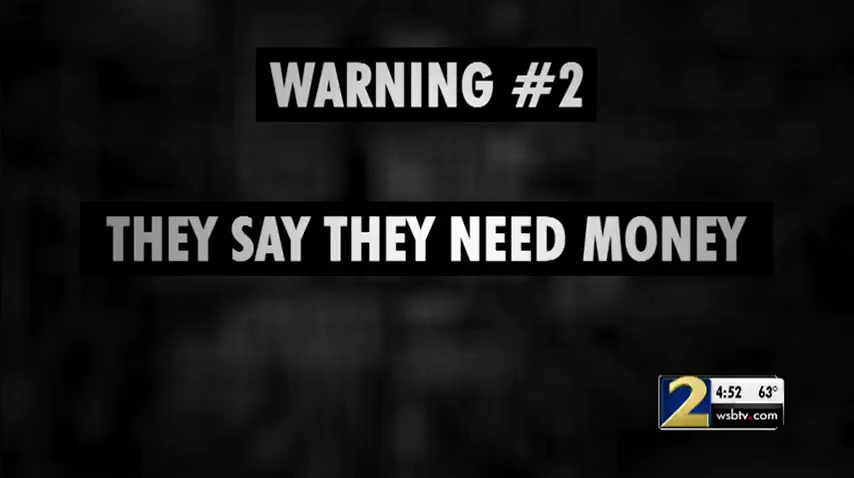 WARNING #2
THEY SAY THEY NEED MONEY
2 4:52 63°
wsbtv.com